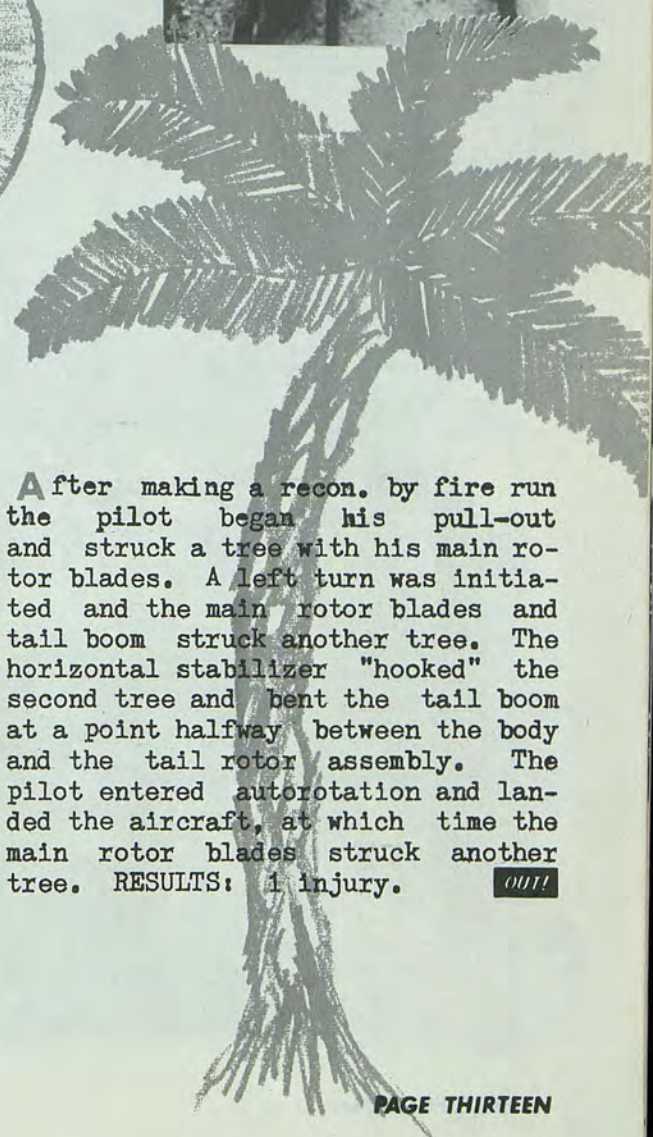 After making a recon. by fire run
the pilot began his pull-out
and struck a tree with his main ro-
tor blades. A left turn was initia-
ted and the main rotor blades and
tail boom struck another tree. The
horizontal stabilizer "hooked" the
second tree and bent the tail boom
at a point halfway between the body
and the tail rotor assembly. The
pilot entered autorotation and lan-
ded the aircraft, at which time the
main rotor blades struck another
tree. RESULTS: 1 injury. OUT!
PAGE THIRTEEN